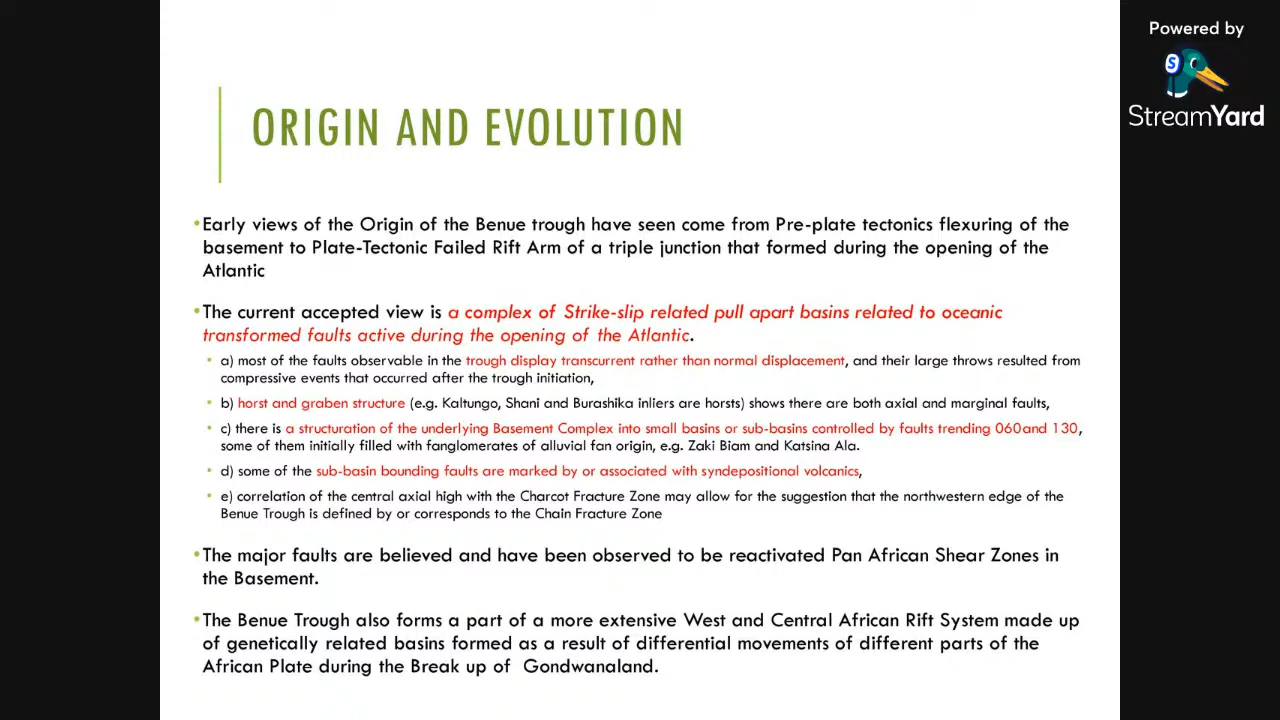 Powered by
StreamYard
ORIGIN AND EVOLUTION
•Early views of the Origin of the Benue trough have seen come from Pre-plate tectonics flexuring of the
basement to Plate-Tectonic Failed Rift Arm of a triple junction that formed during the opening of the
Atlantic
•The current accepted view is a complex of Strike-slip related pull apart basins related to oceanic
transformed faults active during the opening of the Atlantic.
• a) most of the faults observable in the trough display transcurrent rather than normal displacement, and their large throws resulted from
compressive events that occurred after the trough initiation,
• b) horst and graben structure (e.g. Kaltungo, Shani and Burashika inliers are horsts) shows there are both axial and marginal faults,
• c) there is a structuration of the underlying Basement Complex into small basins or sub-basins controlled by faults trending 060and 130,
some of them initially filled with fanglomerates of alluvial fan origin, e.g. Zaki Biam and Katsina Ala.
• d) some of the sub-basin bounding faults are marked by or associated with syndepositional volcanics,
• e) correlation of the central axial high with the Charcot Fracture Zone may allow for the suggestion that the northwestern edge of the
Benue Trough is defined by or corresponds to the Chain Fracture Zone
•The major faults are believed and have been observed to be reactivated Pan African Shear Zones in
the Basement.
•The Benue Trough also forms a part of a more extensive West and Central African Rift System made up
of genetically related basins formed as a result of differential movements of different parts of the
African Plate during the Break up of  Gondwanaland.